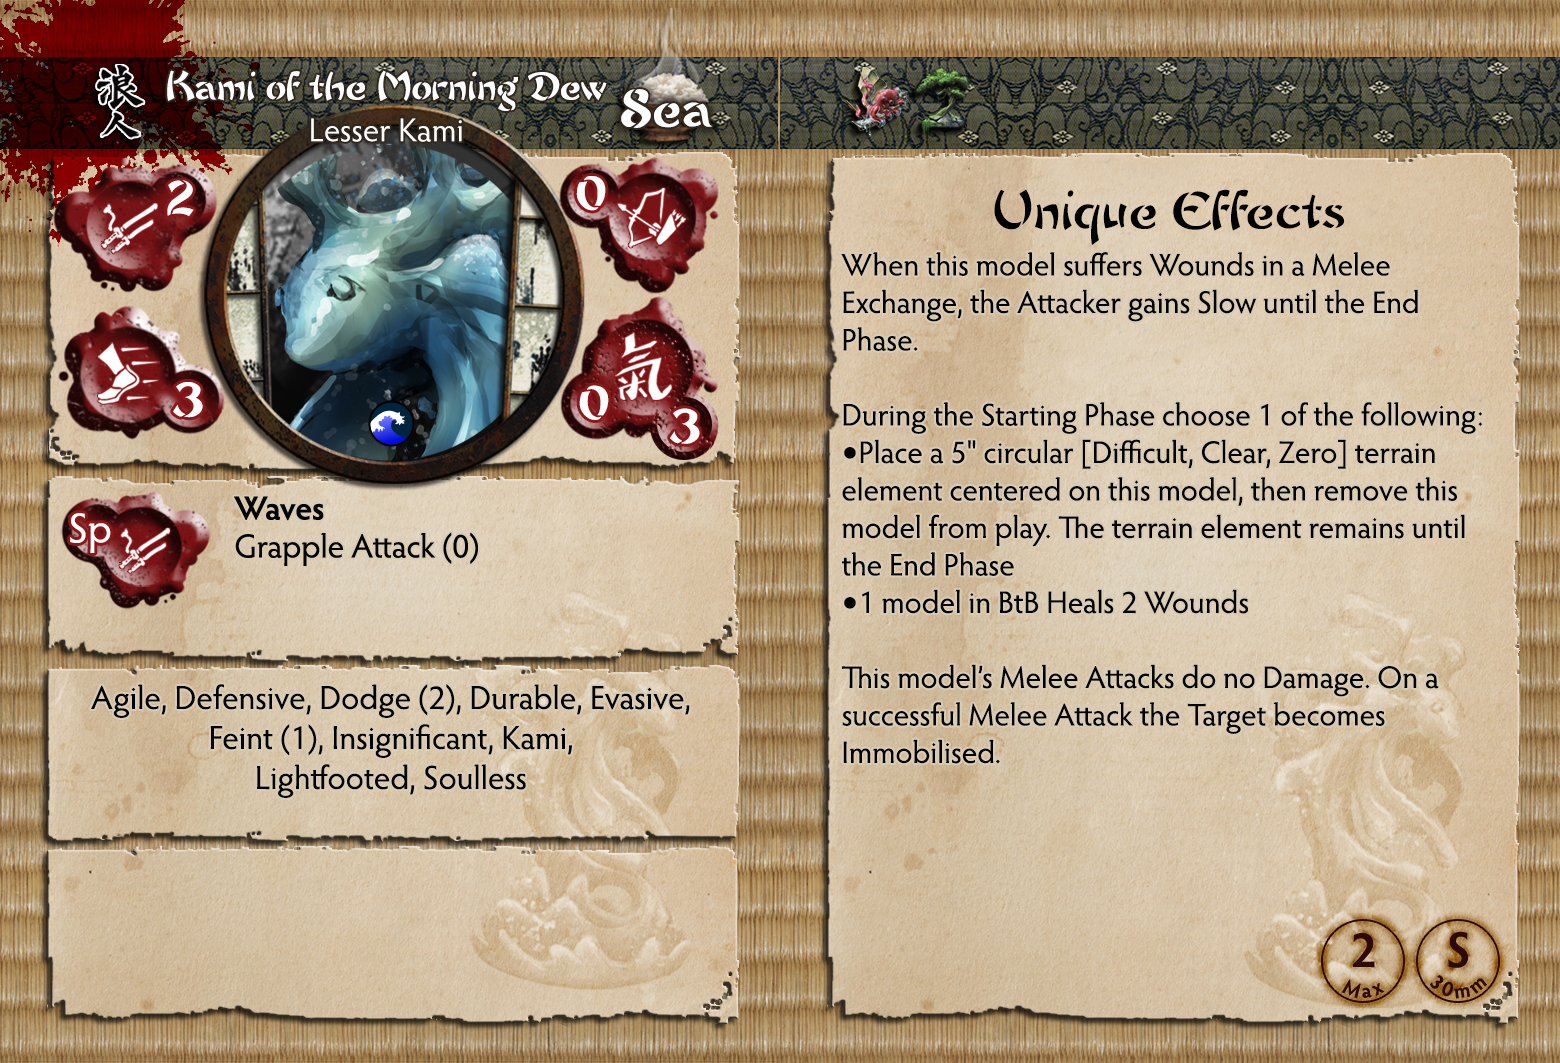 浪人
Kami of the Morning Dew
Sea
Lesser Kami
2
0
3
氣
0
3
Sp
Waves
Grapple Attack (0)
Agile, Defensive, Dodge (2), Durable, Evasive,
Feint (1), Insignificant, Kami,
Lightfooted, Soulless
Unique Effects
When this model suffers Wounds in a Melee
Exchange, the Attacker gains Slow until the End
Phase.
During the Starting Phase choose 1 of the following:
•Place a 5" circular [Difficult, Clear, Zero] terrain
element centered on this model, then remove this
model from play. The terrain element remains until
the End Phase
•1 model in BtB Heals 2 Wounds
This model's Melee Attacks do no Damage. On a
successful Melee Attack the Target becomes
Immobilised.
2
Max
S
30mm